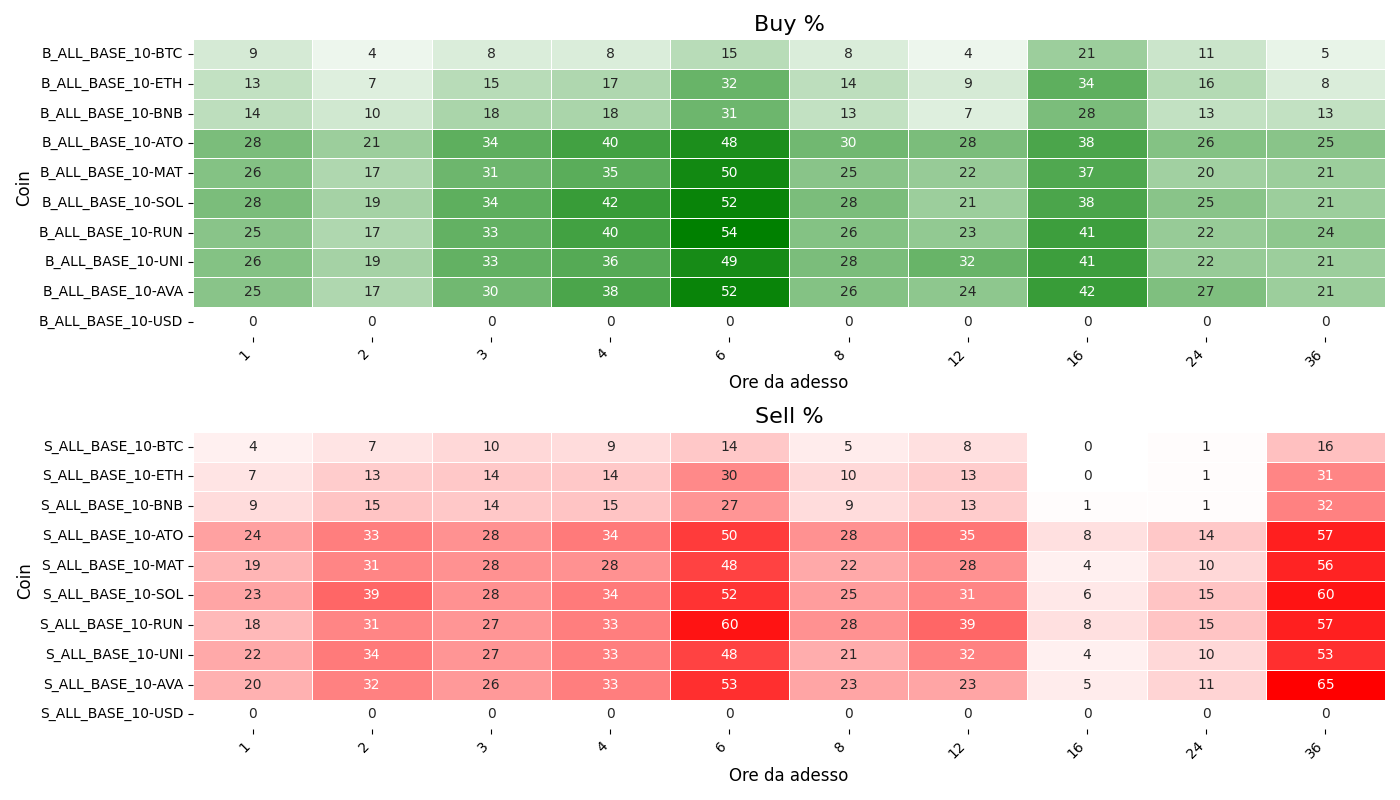 Buy %
Coin
B_ALL_BASE_10-BTC 9 4 8 8 15 8 4 21 11 5
B_ALL_BASE_10-ETH 13 7 15 17 32 14 9 34 16 8
B_ALL_BASE_10-BNB 14 10 18 18 31 13 7 28 13 13
B_ALL_BASE_10-ATO 28 21 34 40 48 30 28 38 26 25
B_ALL_BASE_10-MAT 26 17 31 35 50 25 22 37 20 21
B_ALL_BASE_10-SOL 28 19 34 42 52 28 21 38 25 21
B_ALL_BASE_10-RUN 25 17 33 40 54 26 23 41 22 24
B_ALL_BASE_10-UNI 26 19 33 36 49 28 32 41 22 21
B_ALL_BASE_10-AVA 25 17 30 38 52 26 24 42 27 21
B_ALL_BASE_10-USD 0 0 0 0 0 0 0 0 0 0
1 2 3 4 6 8 12 16 24 36
Ore da adesso
Sell %
Coin
S_ALL_BASE_10-BTC 4 7 10 9 14 5 8 0 1 16
S_ALL_BASE_10-ETH 7 13 14 14 30 10 13 0 1 31
S_ALL_BASE_10-BNB 9 15 14 15 27 9 13 1 1 32
S_ALL_BASE_10-ATO 24 33 28 34 50 28 35 8 14 57
S_ALL_BASE_10-MAT 19 31 28 28 48 22 28 4 10 56
S_ALL_BASE_10-SOL 23 39 28 34 52 25 31 6 15 60
S_ALL_BASE_10-RUN 18 31 27 33 60 28 39 8 15 57
S_ALL_BASE_10-UNI 22 34 27 33 48 21 32 4 10 53
S_ALL_BASE_10-AVA 20 32 26 33 53 23 23 5 11 65
S_ALL_BASE_10-USD 0 0 0 0 0 0 0 0 0 0
1 2 3 4 6 8 12 16 24 36
Ore da adesso